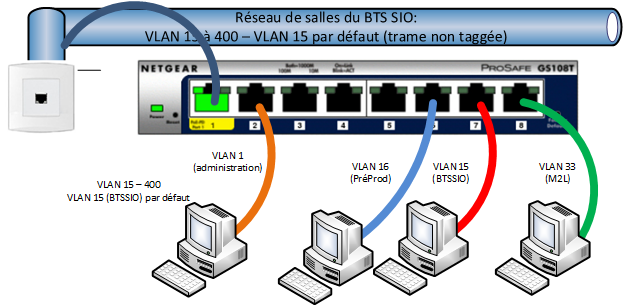 Réseau de salles du BTS SIO:
VLAN 15 à 400 – VLAN 15 par défaut (trame non taggée)
NETGEAR
PROSAFE GS108T
Power
1
2
3
4
5
6
7
8
VLAN 1
(administration)
VLAN 16
(PréProd)
VLAN 15
(BTSSIO)
VLAN 33
(M2L)
VLAN 15 – 400
VLAN 15 (BTSSIO) par défaut